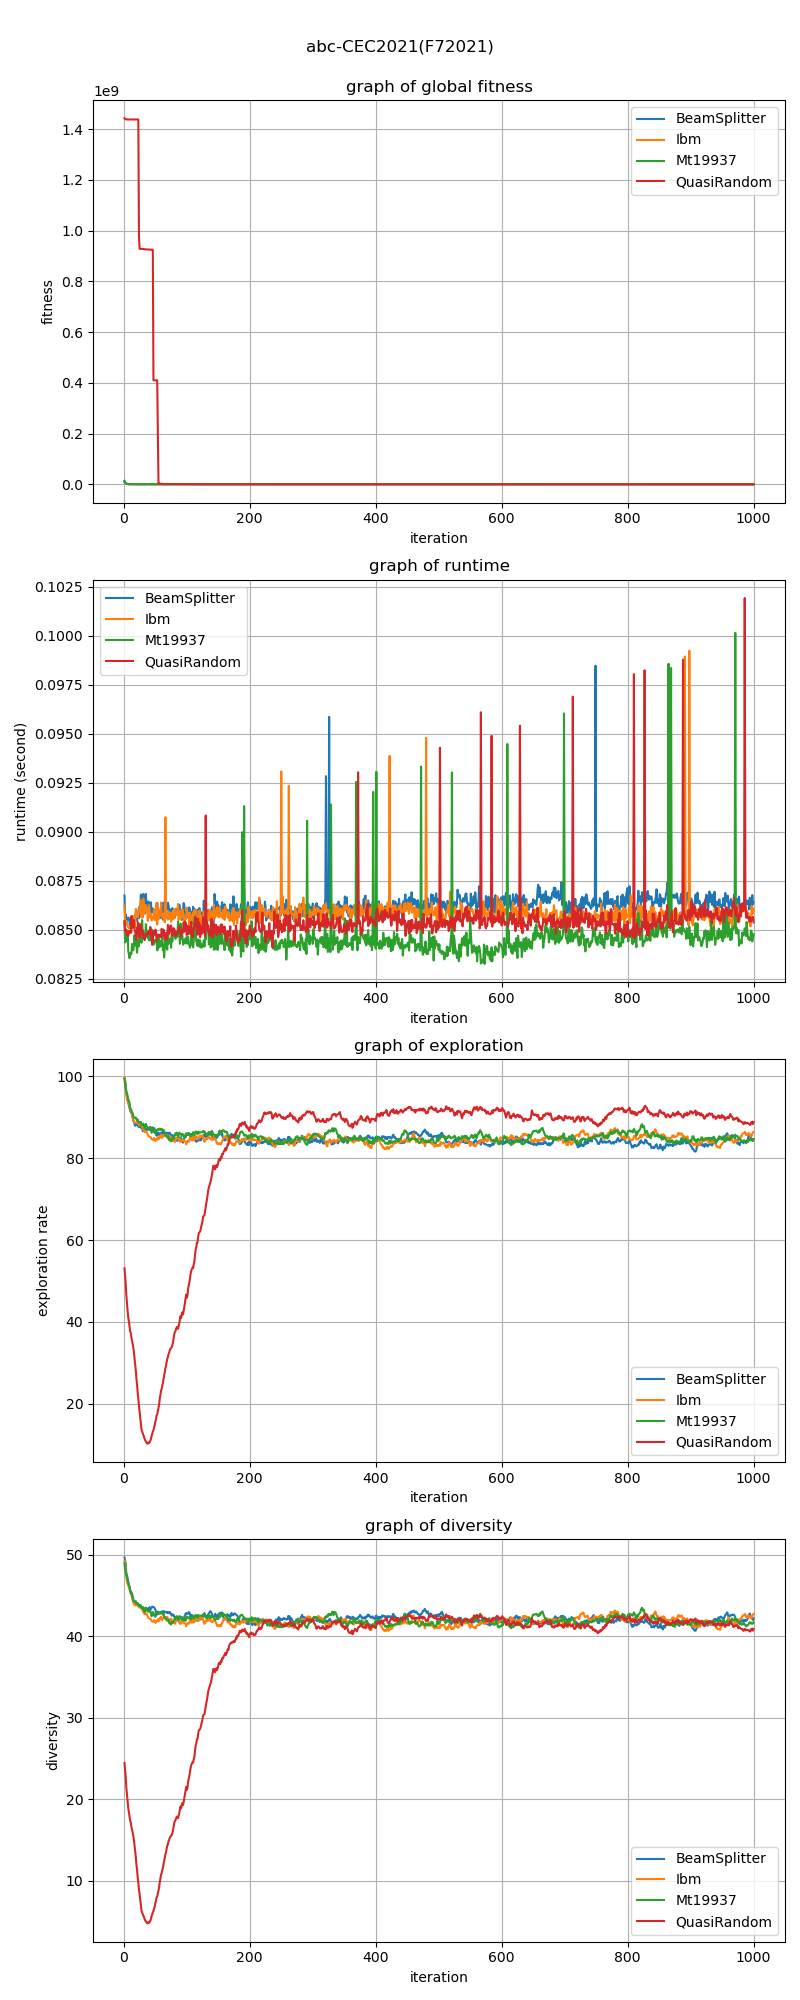 abc-CEC2021(F72021)
graph of global fitness
1e9
BeamSplitter
Ibm
Mt19937
QuasiRandom
1.4
1.2
1.0
0.8
0.6
0.4
0.2
0.0
fitness
0 200 400 600 800 1000
iteration
graph of runtime
BeamSplitter
Ibm
Mt19937
QuasiRandom
0.1025
0.1000
0.0975
0.0950
0.0925
0.0900
0.0875
0.0850
0.0825
runtime (second)
0 200 400 600 800 1000
iteration
graph of exploration
100
80
60
40
20
exploration rate
BeamSplitter
Ibm
Mt19937
QuasiRandom
0 200 400 600 800 1000
iteration
graph of diversity
50
40
30
20
10
diversity
BeamSplitter
Ibm
Mt19937
QuasiRandom
0 200 400 600 800 1000
iteration